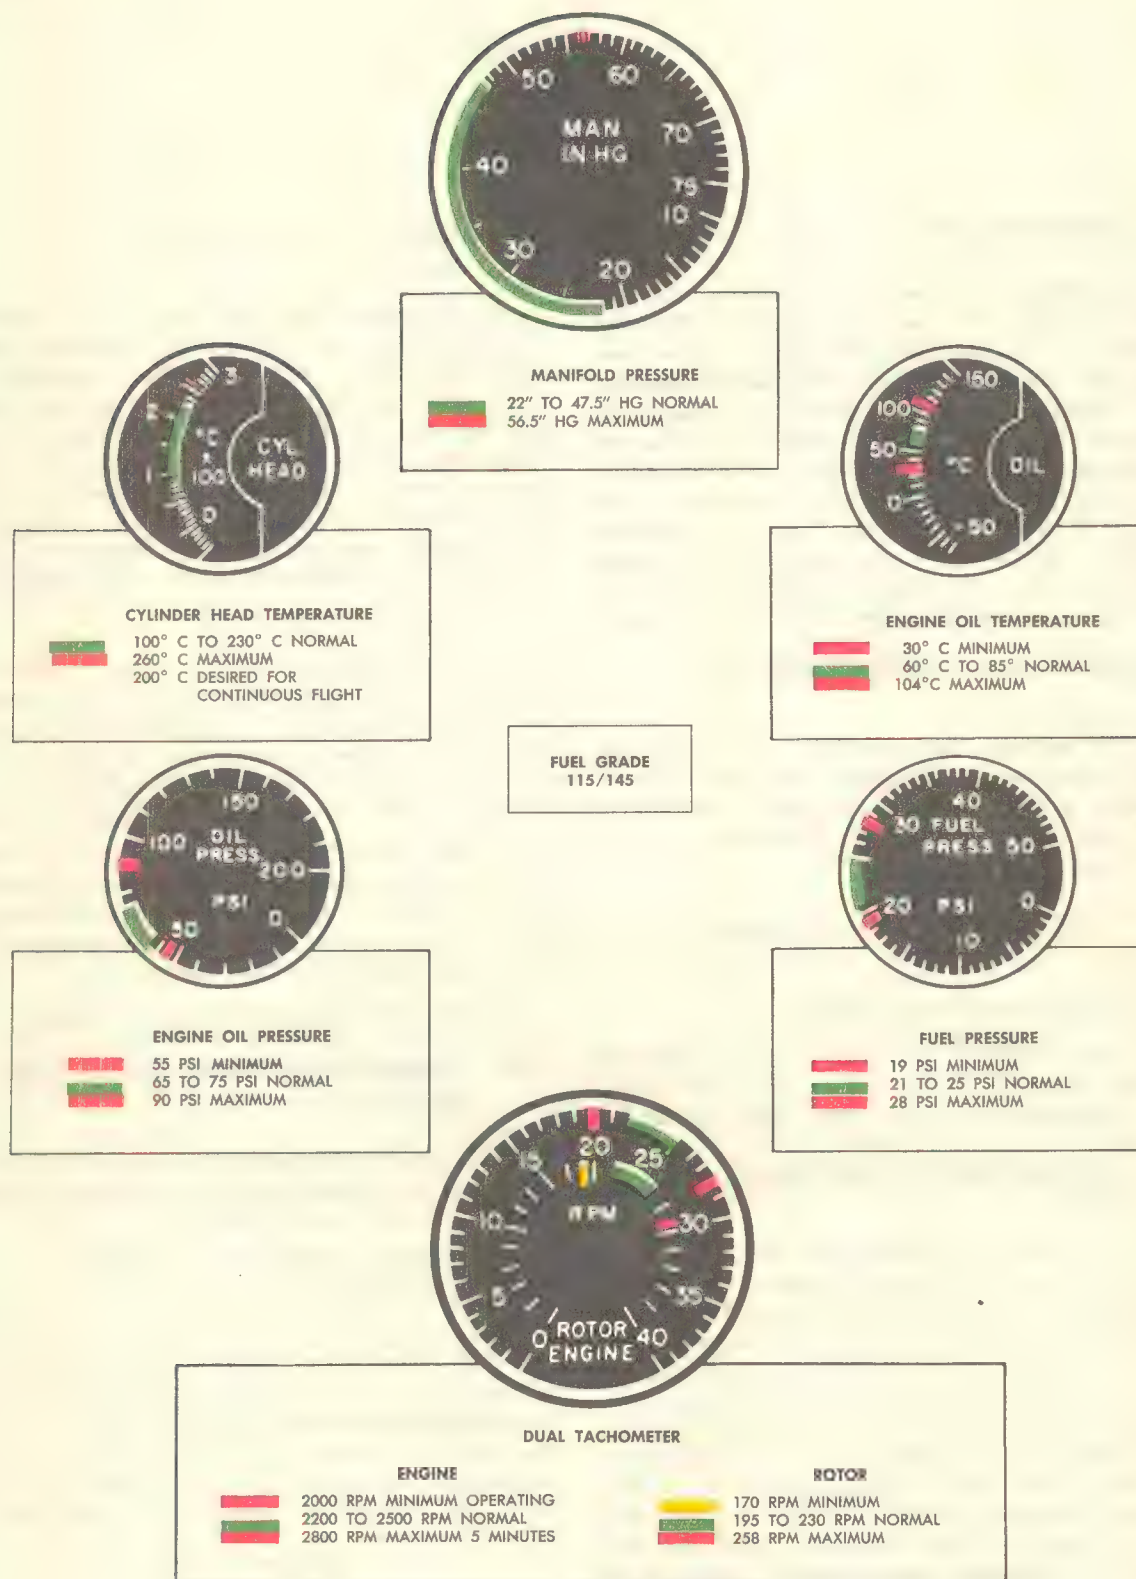 50
60
MAN
IN HG
70
40
75
10
30
20
MANIFOLD PRESSURE
22" TO 47.5" HG NORMAL
56.5" HG MAXIMUM
3
°C
CYL
HEAD
1
100
0
150
100
50
°C
OIL
0
-50
CYLINDER HEAD TEMPERATURE
100° C TO 230° C NORMAL
260° C MAXIMUM
200° C DESIRED FOR
CONTINUOUS FLIGHT
ENGINE OIL TEMPERATURE
30° C MINIMUM
60° C TO 85° NORMAL
104°C MAXIMUM
FUEL GRADE
115/145
150
100
OIL
PRESS
200
PSI
50
0
40
30 FUEL
PRESS 50
20
PSI
0
10
ENGINE OIL PRESSURE
55 PSI MINIMUM
65 TO 75 PSI NORMAL
90 PSI MAXIMUM
FUEL PRESSURE
19 PSI MINIMUM
21 TO 25 PSI NORMAL
28 PSI MAXIMUM
20
15
25
RPM
10
30
5
35
0
ROTOR
40
ENGINE
DUAL TACHOMETER
ENGINE
2000 RPM MINIMUM OPERATING
2200 TO 2500 RPM NORMAL
2800 RPM MAXIMUM 5 MINUTES
ROTOR
170 RPM MINIMUM
195 TO 230 RPM NORMAL
258 RPM MAXIMUM